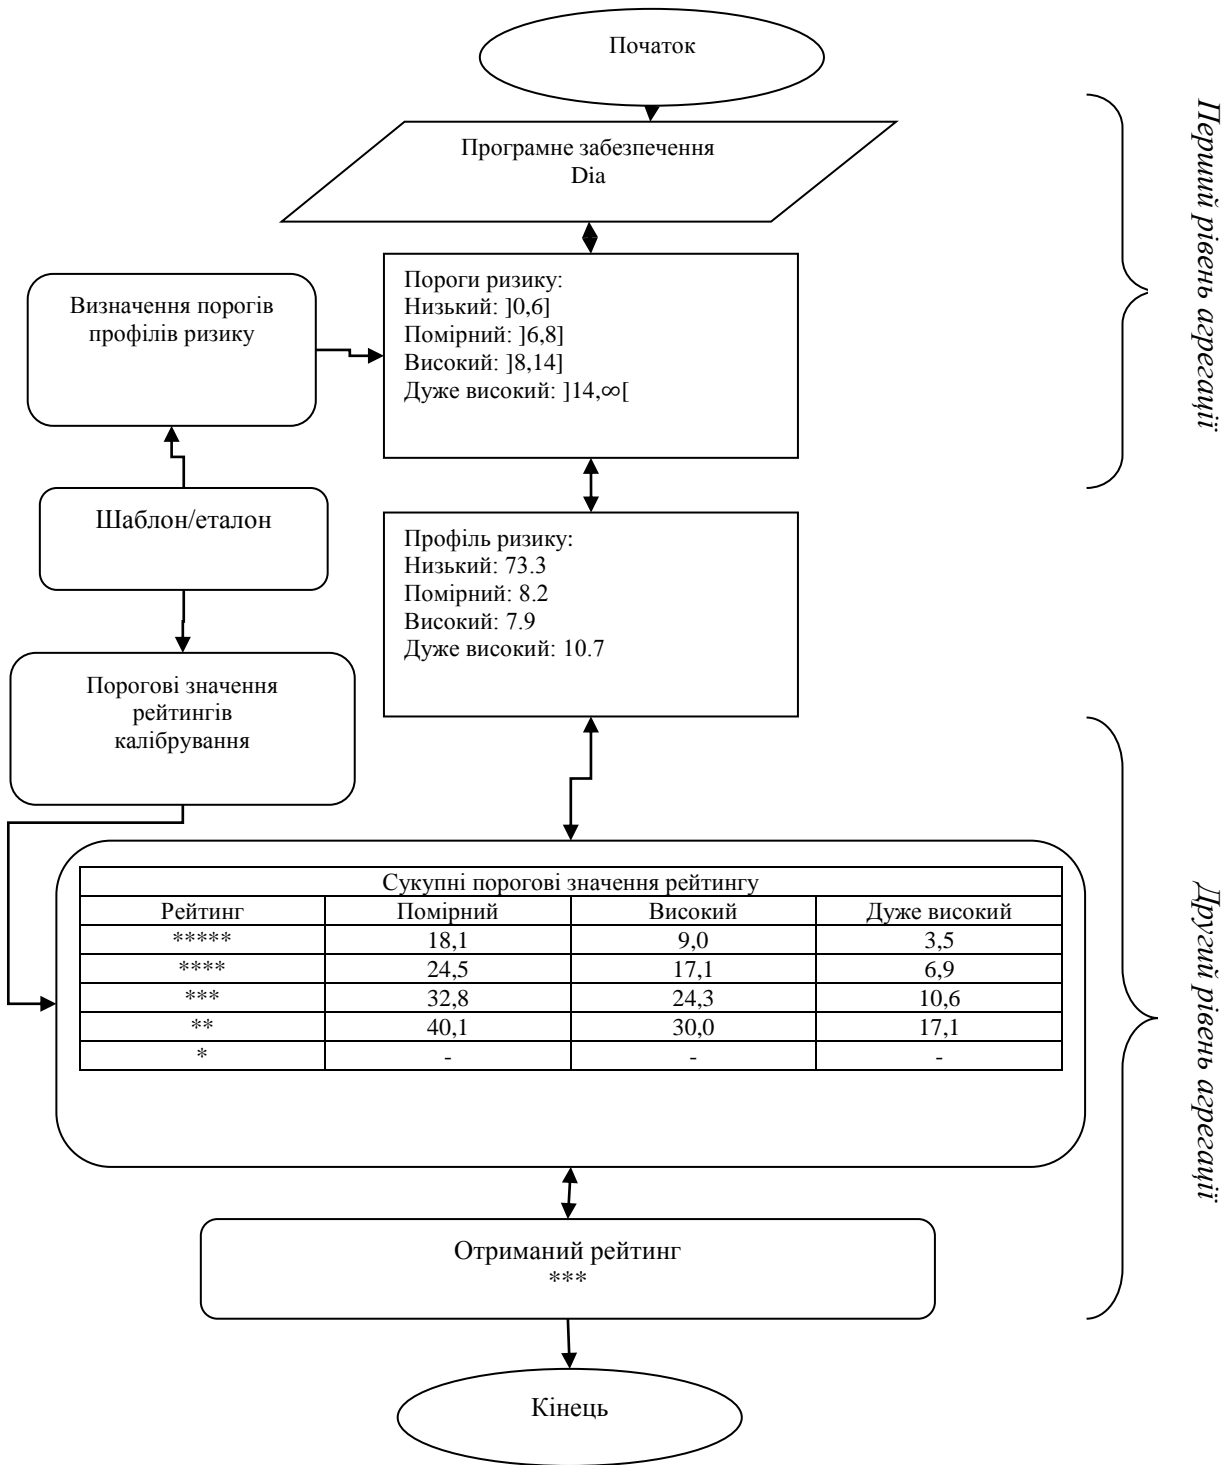 Початок
Програмне забезпечення
Dia
Перший рівень агрегації
Пороги ризику:
Низький: ]0,6]
Помірний: ]6,8]
Високий: ]8,14]
Дуже високий: ]14,∞[
Визначення порогів
профілів ризику
Шаблон/еталон
Профіль ризику:
Низький: 73.3
Помірний: 8.2
Високий: 7.9
Дуже високий: 10.7
Порогові значення
рейтингів
калібрування
Сукупні порогові значення рейтингу
Рейтинг Помірний Високий Дуже високий
***** 18,1 9,0 3,5
**** 24,5 17,1 6,9
*** 32,8 24,3 10,6
** 40,1 30,0 17,1
* - - -
Другий рівень агрегації
Отриманий рейтинг
***
Кінець